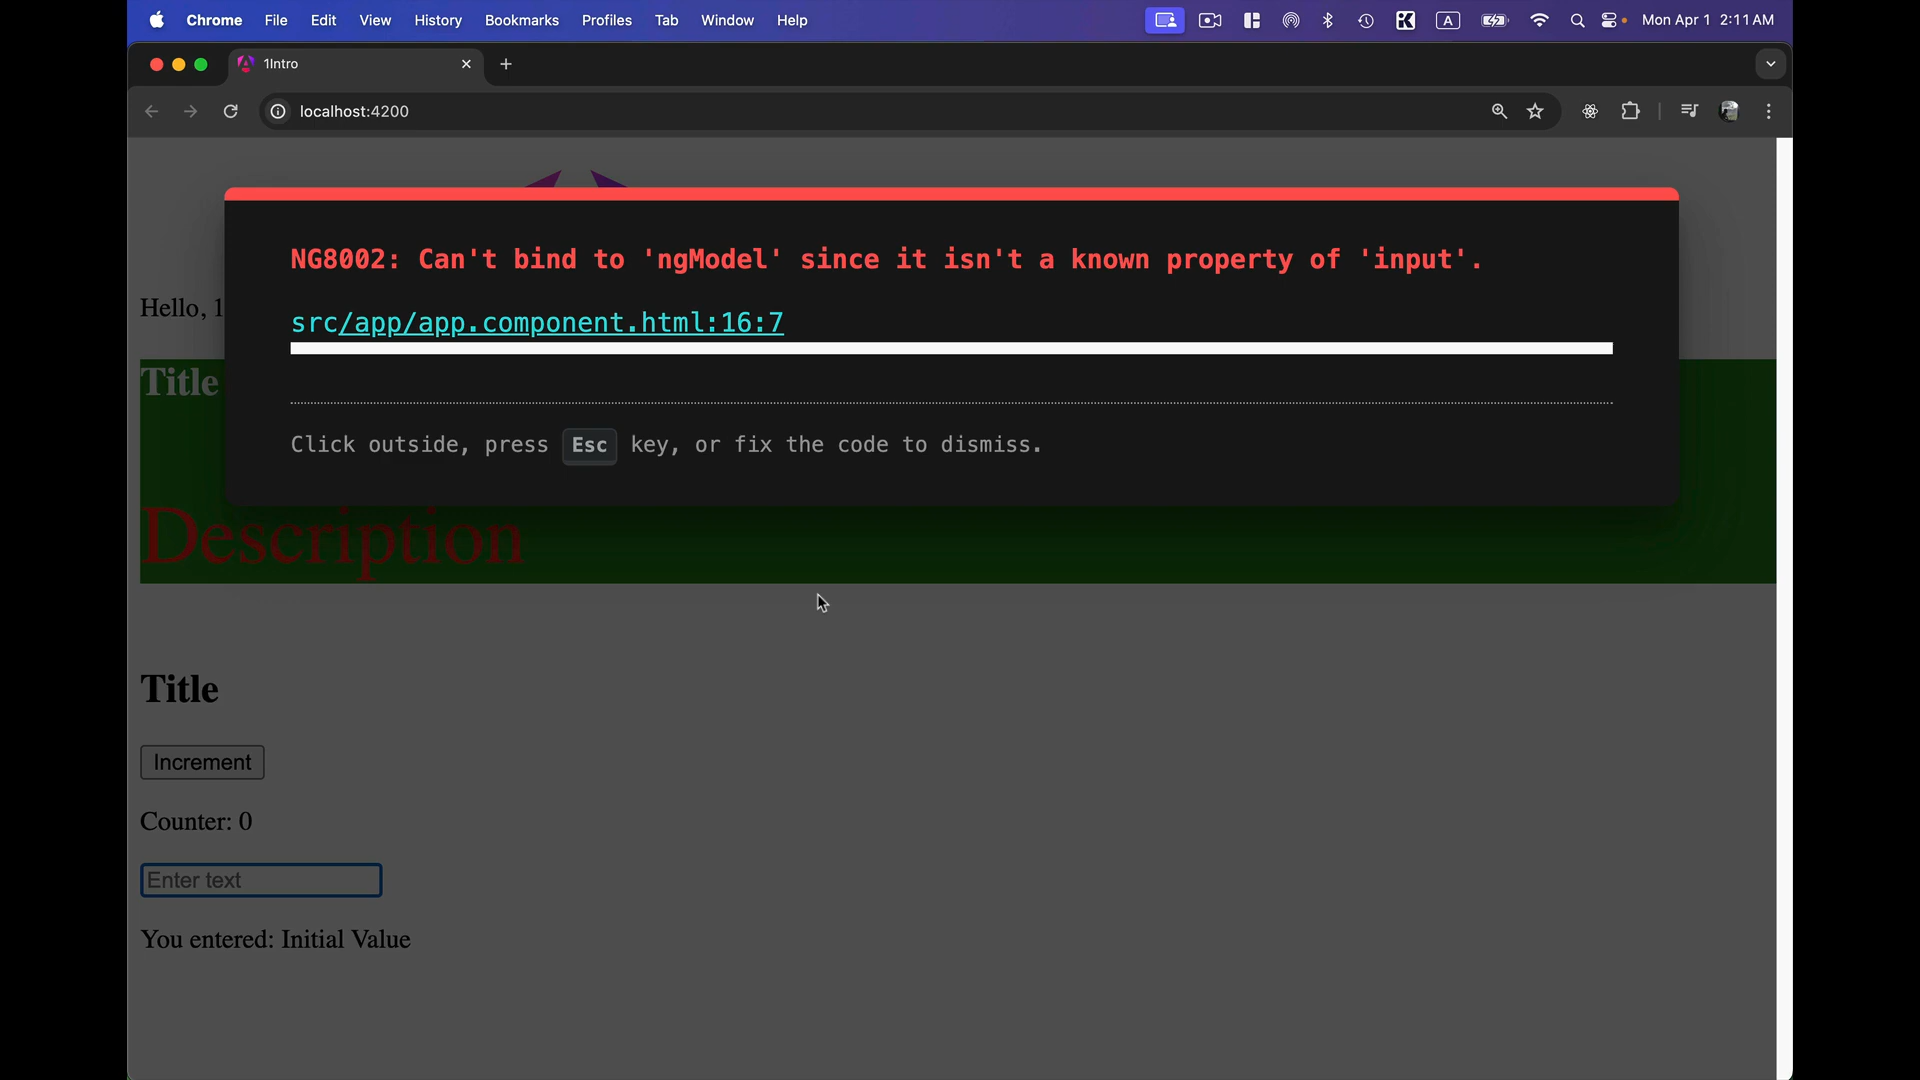 Chrome File Edit View History Bookmarks Profiles Tab Window Help A Mon Apr 1 2:11 AM
1Intro
localhost:4200
NG8002: Can't bind to 'ngModel' since it isn't a known property of 'input'.
src/app/app.component.html:16:7
Hello, 1
Title
Click outside, press Esc key, or fix the code to dismiss.
Description
Title
Increment
Counter: 0
Enter text
You entered: Initial Value